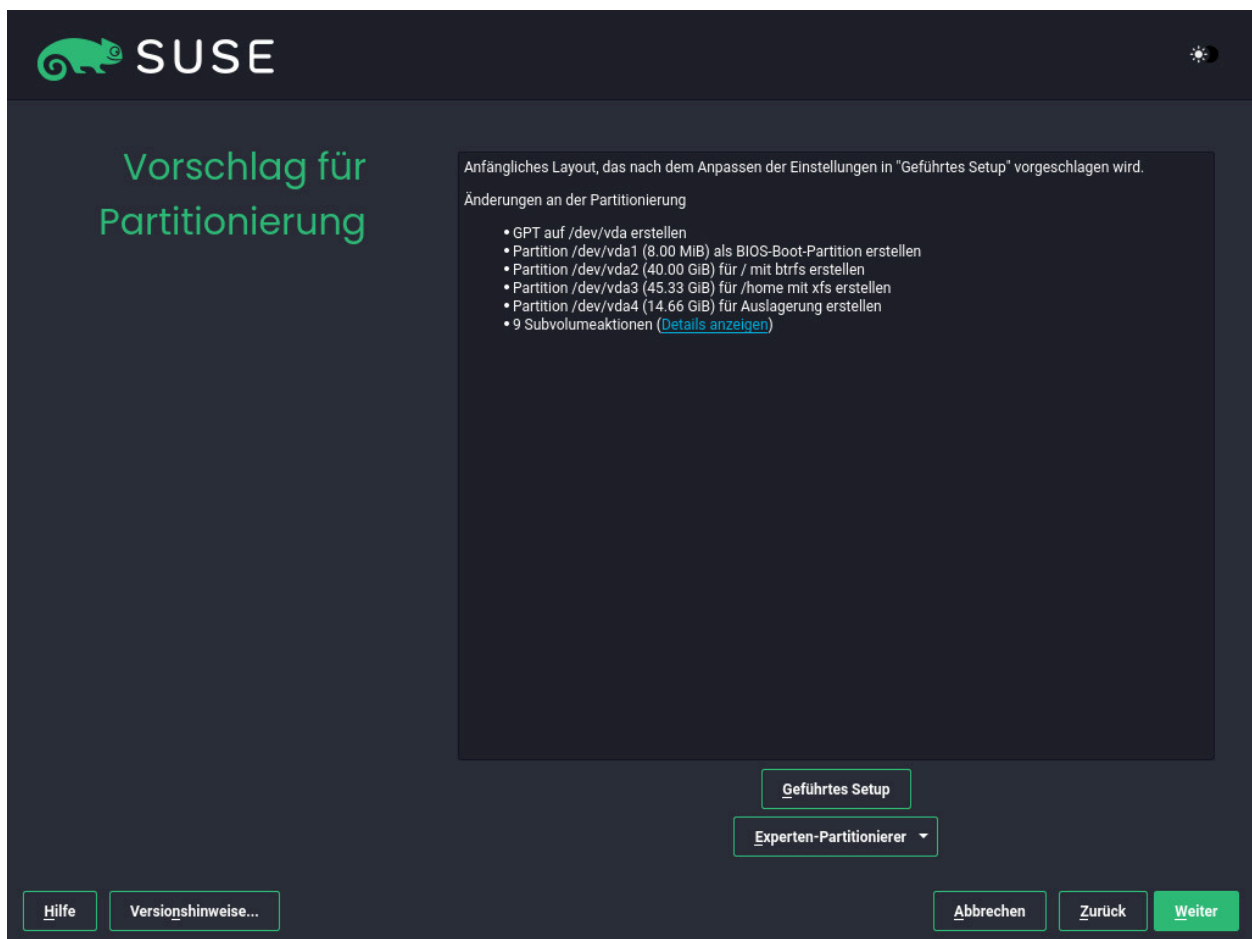 SUSE
Vorschlag für
Partitionierung
Anfängliches Layout, das nach dem Anpassen der Einstellungen in "Geführtes Setup" vorgeschlagen wird.
Änderungen an der Partitionierung
• GPT auf /dev/vda erstellen
• Partition /dev/vda1 (8.00 MiB) als BIOS-Boot-Partition erstellen
• Partition /dev/vda2 (40.00 GiB) für / mit btrfs erstellen
• Partition /dev/vda3 (45.33 GiB) für /home mit xfs erstellen
• Partition /dev/vda4 (14.66 GiB) für Auslagerung erstellen
• 9 Subvolumeaktionen (Details anzeigen)
Geführtes Setup
Experten-Partitionierer
Hilfe
Versionshinweise...
Abbrechen
Zurück
Weiter